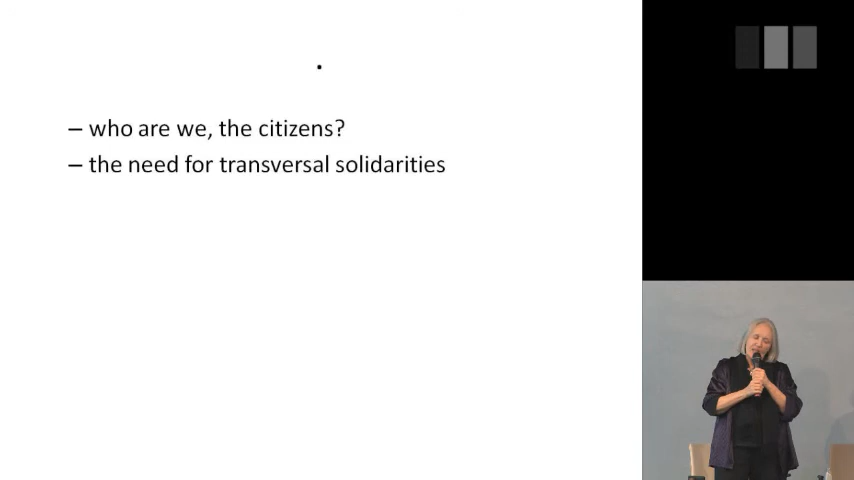 .
– who are we, the citizens?
– the need for transversal solidarities